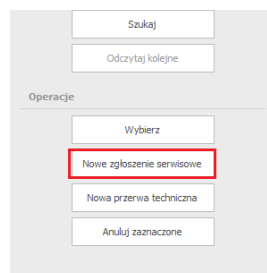 Szukaj
Odczytaj kolejne
Operacje
Wybierz
Nowe zgłoszenie serwisowe
Nowa przerwa techniczna
Anuluj zaznaczone